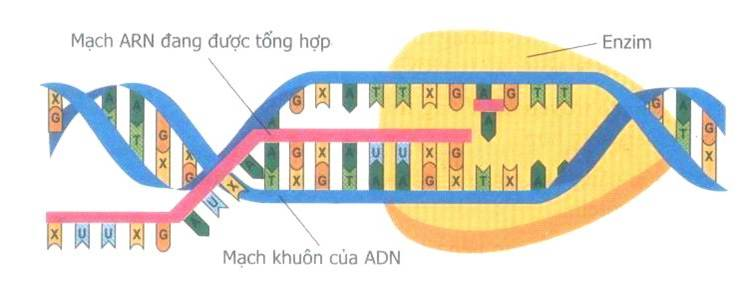 Mạch ARN đang được tổng hợp
Enzim
G X A T T X G A G T T
A
A G G A U U X G
T X G T A A G X T X A A
X U U X G A U X
X G
A A
T T
G X
X G
A T
G X
Mạch khuôn của ADN